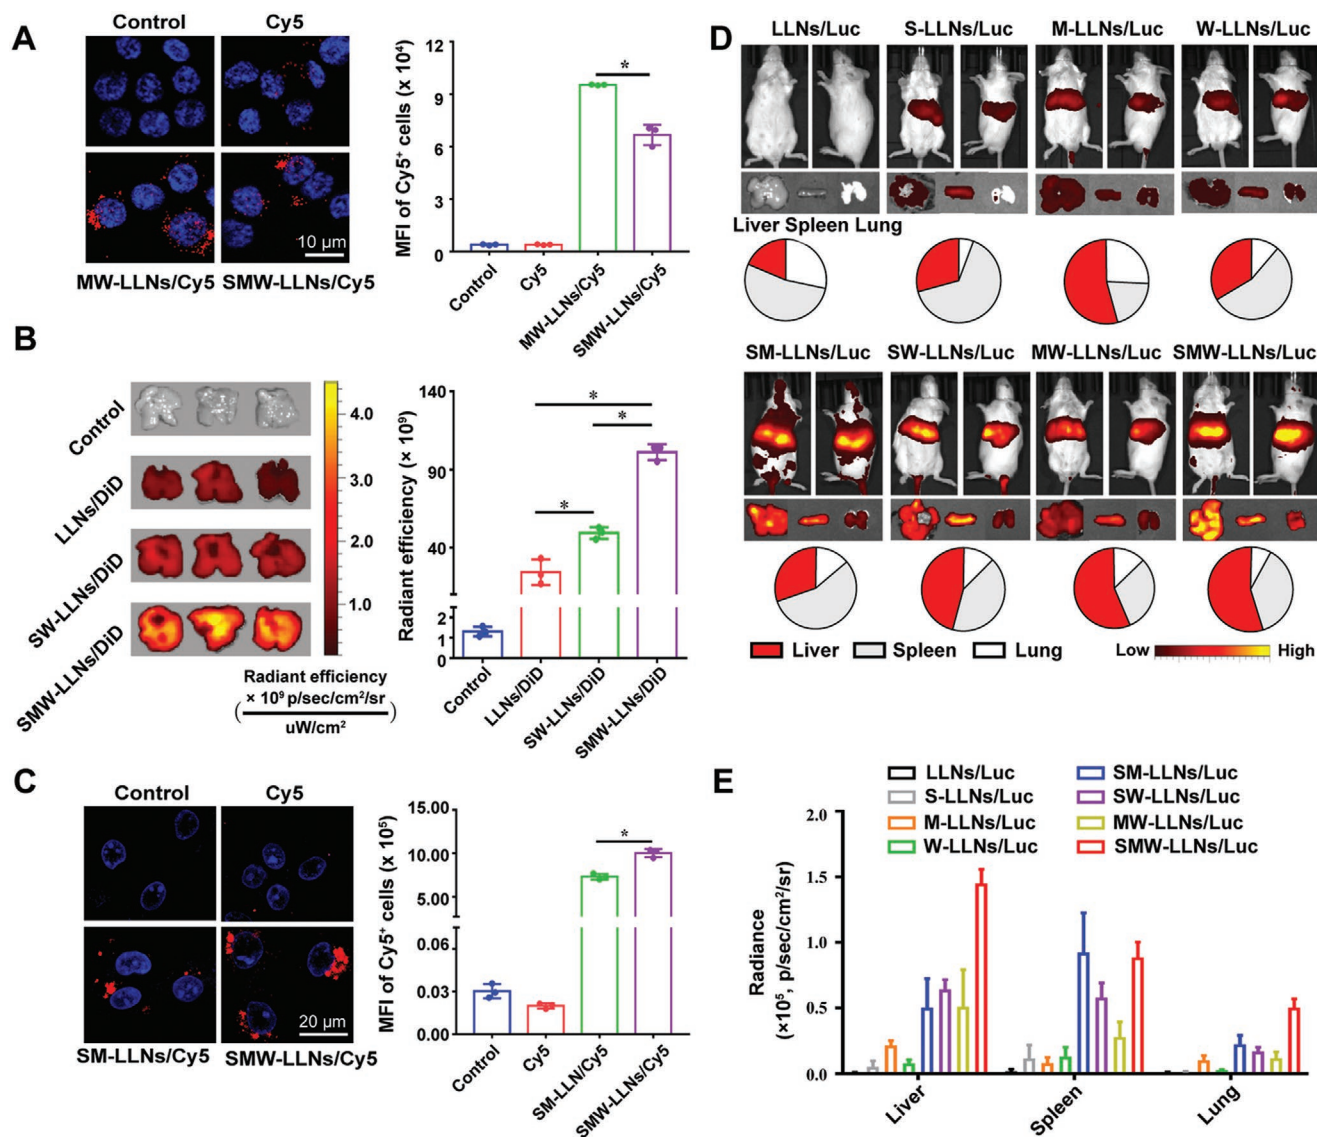 A
Control
Cy5
MW-LLNs/Cy5
SMW-LLNs/Cy5
10 µm
MFI of Cy5⁺ cells (x 10⁴)
12
9
6
3
0
*
Control
Cy5
MW-LLNs/Cy5
SMW-LLNs/Cy5
B
Control
LLNs/DiD
SW-LLNs/DiD
SMW-LLNs/DiD
4.0
3.0
2.0
1.0
(Radiant efficiency
× 10⁹ p/sec/cm²/sr
uW/cm²)
Radiant efficiency (× 10⁹)
140
90
40
2
1
0
*
*
*
Control
LLNs/DiD
SW-LLNs/DiD
SMW-LLNs/DiD
C
Control
Cy5
SM-LLNs/Cy5
SMW-LLNs/Cy5
20 µm
MFI of Cy5⁺ cells (x 10⁵)
15.00
10.00
5.00
0.06
0.03
0.00
*
Control
Cy5
SM-LLN/Cy5
SMW-LLNs/Cy5
D
LLNs/Luc
S-LLNs/Luc
M-LLNs/Luc
W-LLNs/Luc
Liver Spleen Lung
SM-LLNs/Luc
SW-LLNs/Luc
MW-LLNs/Luc
SMW-LLNs/Luc
Liver
Spleen
Lung
Low
High
E
LLNs/Luc
S-LLNs/Luc
M-LLNs/Luc
W-LLNs/Luc
SM-LLNs/Luc
SW-LLNs/Luc
MW-LLNs/Luc
SMW-LLNs/Luc
Radiance
(×10⁵, p/sec/cm²/sr)
2.0
1.5
1.0
0.5
0.0
Liver
Spleen
Lung